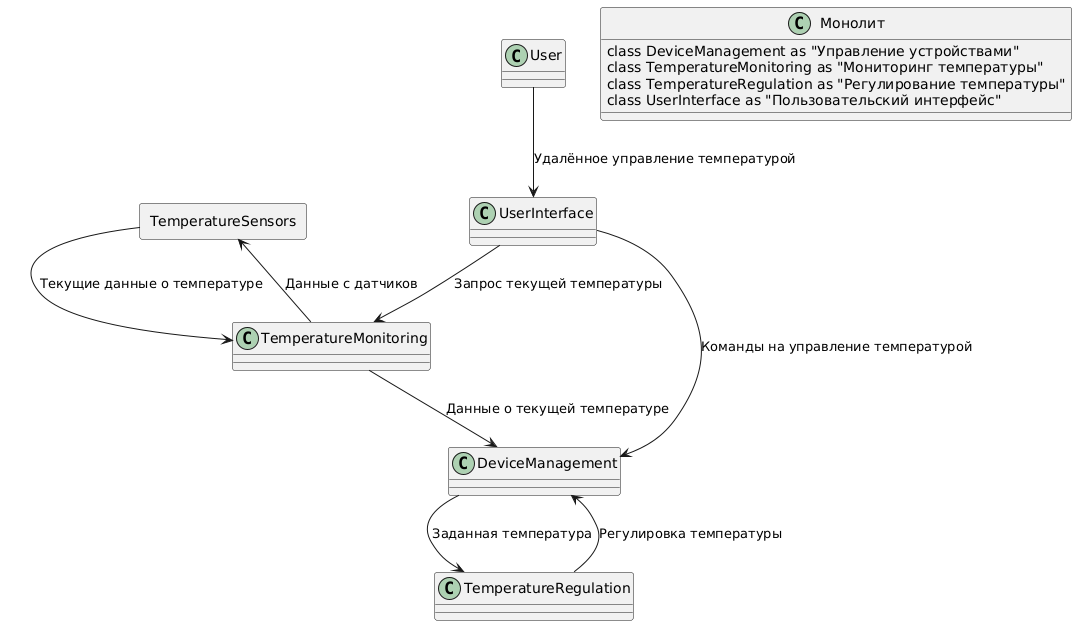 C Монолит
class DeviceManagement as "Управление устройствами"
class TemperatureMonitoring as "Мониторинг температуры"
class TemperatureRegulation as "Регулирование температуры"
class UserInterface as "Пользовательский интерфейс"
C User
Удалённое управление температурой
TemperatureSensors
C UserInterface
Текущие данные о температуре
Данные с датчиков
Запрос текущей температуры
C TemperatureMonitoring
Команды на управление температурой
Данные о текущей температуре
C DeviceManagement
Заданная температура
Регулировка температуры
C TemperatureRegulation